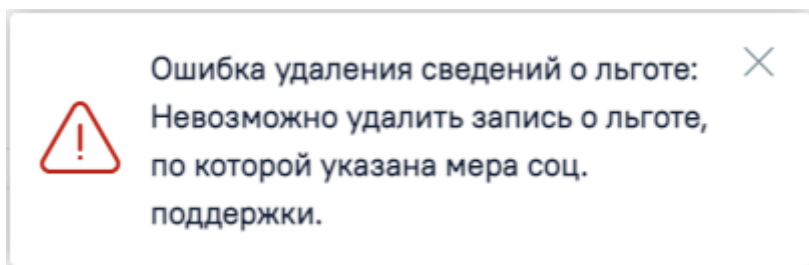 Ошибка удаления сведений о льготе:
Невозможно удалить запись о льготе,
по которой указана мера соц.
поддержки.